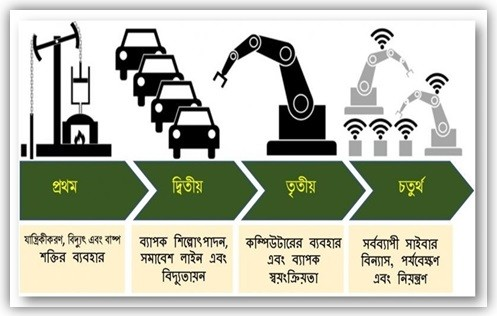 প্রথম
দ্বিতীয়
তৃতীয়
চতুর্থ
যান্ত্রিকীকরণ, বিদ্যুৎ এবং বাষ্প
শক্তির ব্যবহার
ব্যাপক শিল্পোৎপাদন,
সমাবেশ লাইন এবং
বিদ্যুতায়ন
কম্পিউটারের ব্যবহার
এবং ব্যাপক
স্বয়ংক্রিয়তা
সর্বব্যাপী সাইবার
বিন্যাস, পর্যবেক্ষণ
এবং নিয়ন্ত্রণ